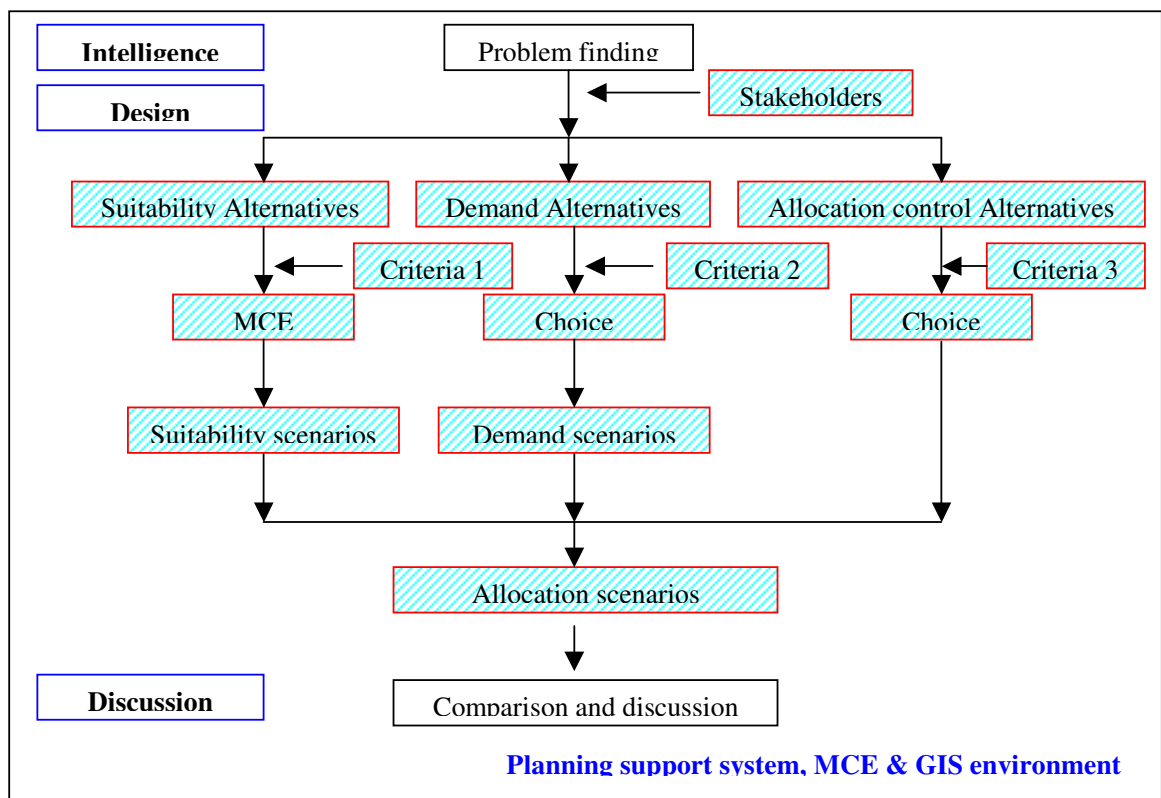 Intelligence
Problem finding
Design
Stakeholders
Suitability Alternatives
Demand Alternatives
Allocation control Alternatives
Criteria 1
Criteria 2
Criteria 3
MCE
Choice
Choice
Suitability scenarios
Demand scenarios
Allocation scenarios
Discussion
Comparison and discussion
Planning support system, MCE & GIS environment